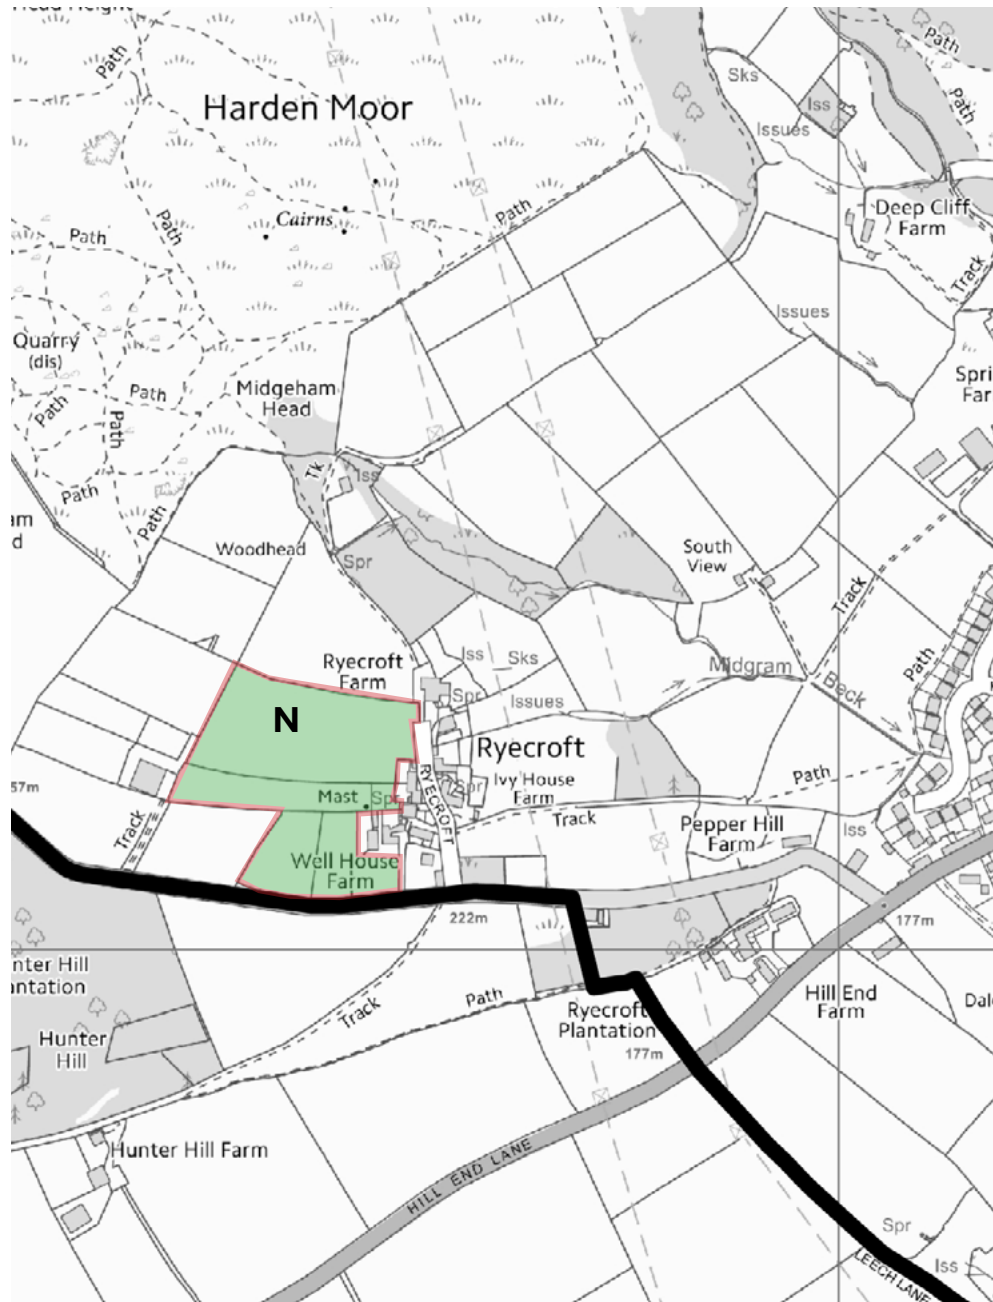 Path
Path
Harden Moor
Sks
Iss
Issues
Path
Path
Path
Cairns
Path
Deep Cliff
Farm
Track
Path
Issues
Quarry
(dis)
Path
Path
Path
Midgeham
Head
Tk
Iss
Path
Path
Woodhead
Spr
South
View
Track
Ryecroft
Farm
Iss
Sks
Spr
Issues
Midgram
Beck
Path
N
Ryecroft
57m
Mast
Spr
RYECROFT
Spr
Ivy House
Farm
Path
Track
Track
Pepper Hill
Farm
Iss
Well House
Farm
222m
177m
Hunter
Hill
Track
Path
Ryecroft
Plantation
177m
Hill End
Farm
Hunter Hill Farm
HILL END LANE
Spr
Iss
LEECH LANE